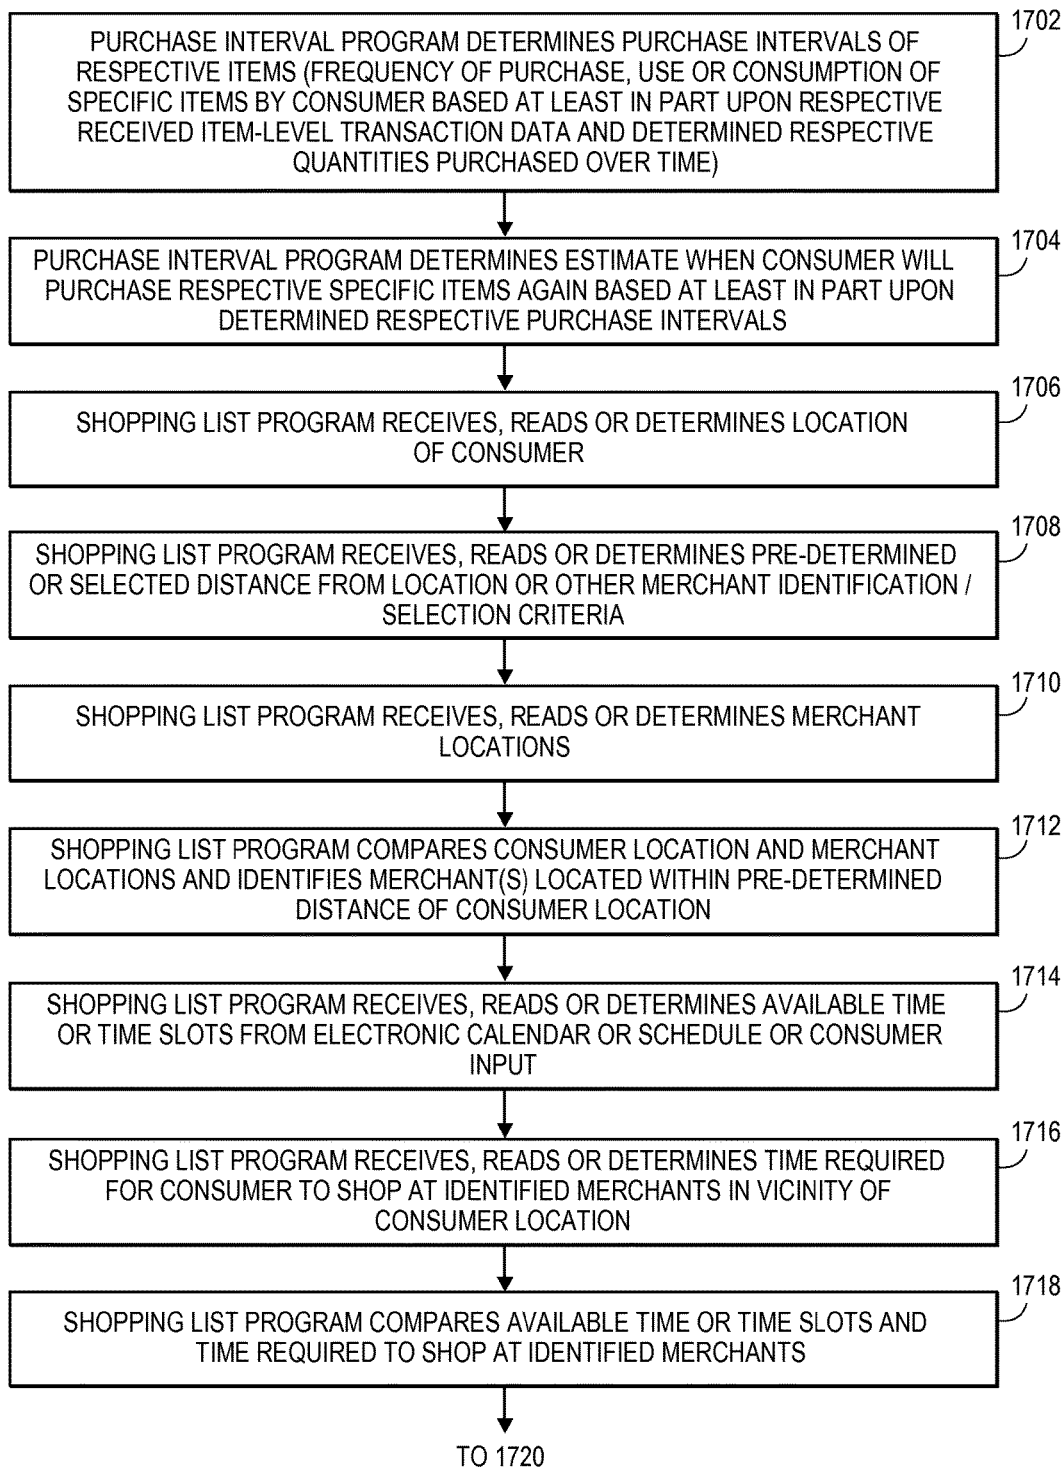 1702
PURCHASE INTERVAL PROGRAM DETERMINES PURCHASE INTERVALS OF
RESPECTIVE ITEMS (FREQUENCY OF PURCHASE, USE OR CONSUMPTION OF
SPECIFIC ITEMS BY CONSUMER BASED AT LEAST IN PART UPON RESPECTIVE
RECEIVED ITEM-LEVEL TRANSACTION DATA AND DETERMINED RESPECTIVE
QUANTITIES PURCHASED OVER TIME)
1704
PURCHASE INTERVAL PROGRAM DETERMINES ESTIMATE WHEN CONSUMER WILL
PURCHASE RESPECTIVE SPECIFIC ITEMS AGAIN BASED AT LEAST IN PART UPON
DETERMINED RESPECTIVE PURCHASE INTERVALS
1706
SHOPPING LIST PROGRAM RECEIVES, READS OR DETERMINES LOCATION
OF CONSUMER
1708
SHOPPING LIST PROGRAM RECEIVES, READS OR DETERMINES PRE-DETERMINED
OR SELECTED DISTANCE FROM LOCATION OR OTHER MERCHANT IDENTIFICATION /
SELECTION CRITERIA
1710
SHOPPING LIST PROGRAM RECEIVES, READS OR DETERMINES MERCHANT
LOCATIONS
1712
SHOPPING LIST PROGRAM COMPARES CONSUMER LOCATION AND MERCHANT
LOCATIONS AND IDENTIFIES MERCHANT(S) LOCATED WITHIN PRE-DETERMINED
DISTANCE OF CONSUMER LOCATION
1714
SHOPPING LIST PROGRAM RECEIVES, READS OR DETERMINES AVAILABLE TIME
OR TIME SLOTS FROM ELECTRONIC CALENDAR OR SCHEDULE OR CONSUMER
INPUT
1716
SHOPPING LIST PROGRAM RECEIVES, READS OR DETERMINES TIME REQUIRED
FOR CONSUMER TO SHOP AT IDENTIFIED MERCHANTS IN VICINITY OF
CONSUMER LOCATION
1718
SHOPPING LIST PROGRAM COMPARES AVAILABLE TIME OR TIME SLOTS AND
TIME REQUIRED TO SHOP AT IDENTIFIED MERCHANTS
TO 1720